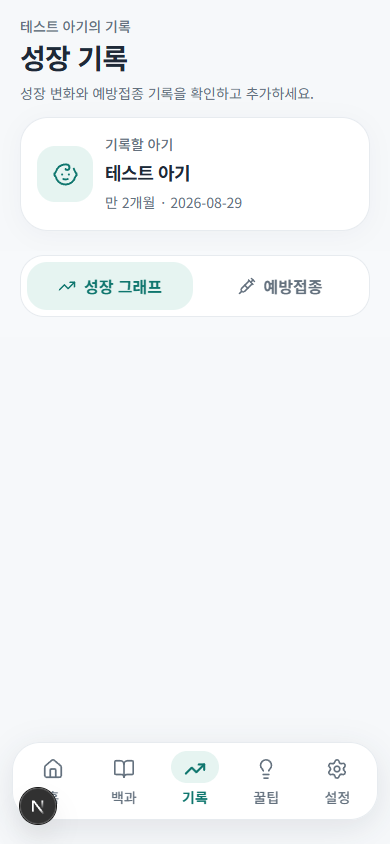 테스트 아기의 기록
성장 기록
성장 변화와 예방접종 기록을 확인하고 추가하세요.
기록할 아기
테스트 아기
만 2개월 · 2026-08-29
성장 그래프
예방접종
백과
기록
꿀팁
설정
N